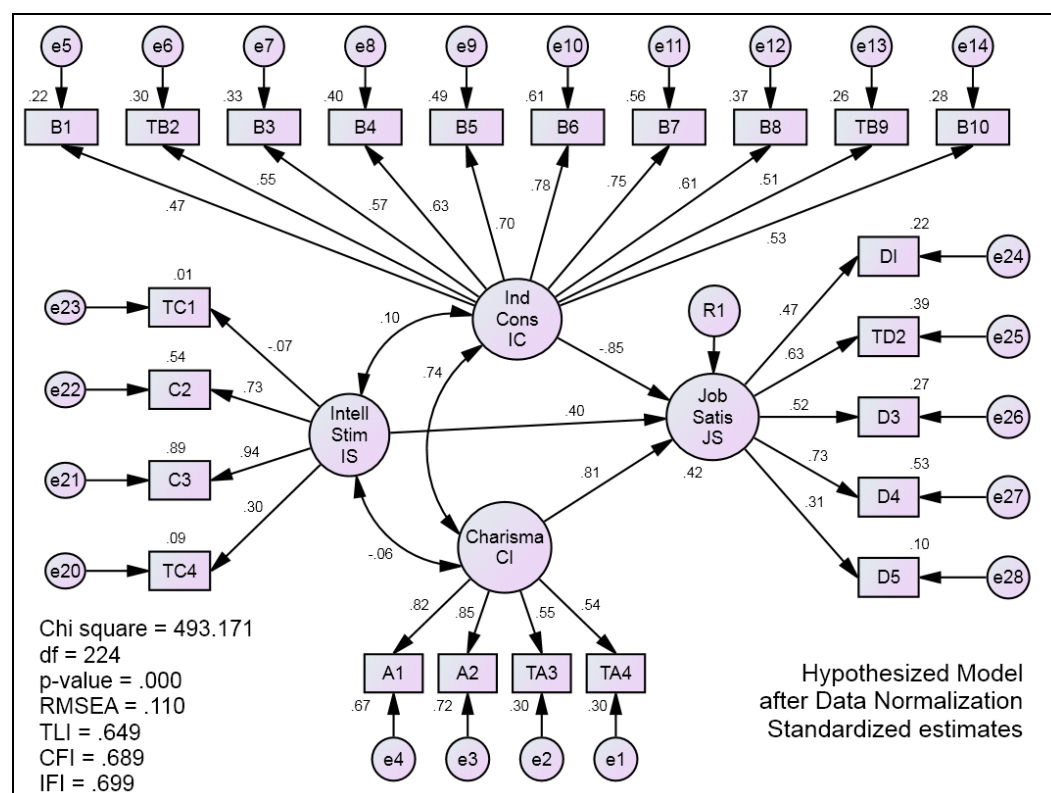 e5 e6 e7 e8 e9 e10 e11 e12 e13 e14
.22 .30 .33 .40 .49 .61 .56 .37 .26 .28
B1 TB2 B3 B4 B5 B6 B7 B8 TB9 B10
.47 .55 .57 .63 .70 .78 .75 .61 .51 .53
.22
DI e24
.01
e23 TC1
Ind
Cons
IC
.10
-.07
.47
R1
.39
TD2 e25
.63
.54
e22 C2
.73
.74
-.85
Intell
Stim
IS
.40
Job
Satis
JS
.42
.27
.52
D3 e26
.89
e21 C3
.94
.81
.73
.53
D4 e27
.30
.31
.09
e20 TC4
-.06
Charisma
CI
.10
D5 e28
.82 .85 .55 .54
A1 A2 TA3 TA4
.67 .72 .30 .30
e4 e3 e2 e1
Chi square = 493.171
df = 224
p-value = .000
RMSEA = .110
TLI = .649
CFI = .689
IFI = .699
Hypothesized Model
after Data Normalization
Standardized estimates